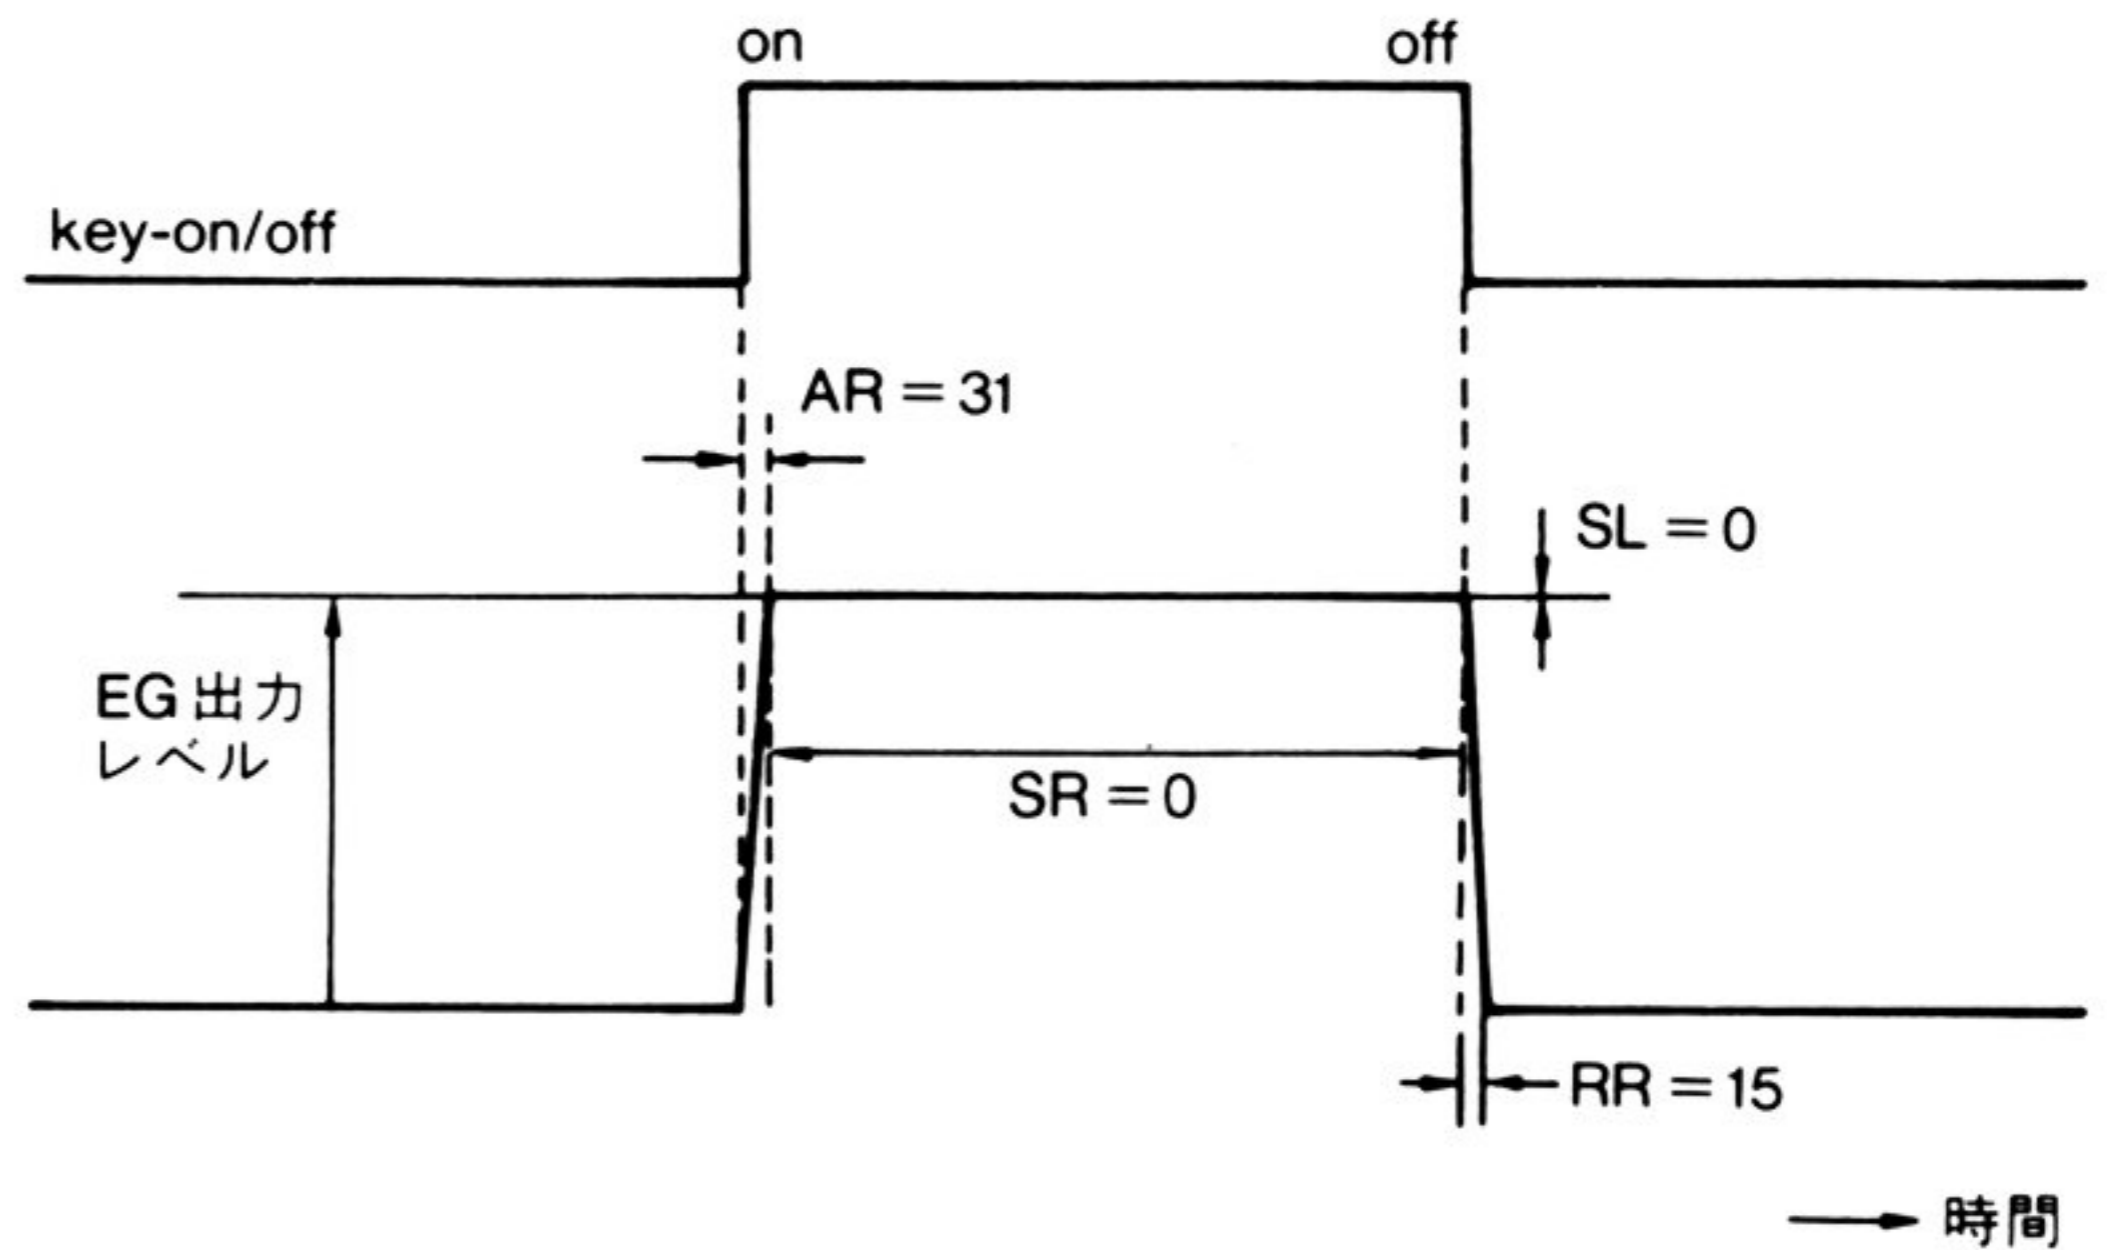 on
off
key-on/off
AR = 31
SL = 0
EG 出力
レベル
SR = 0
RR = 15
時間